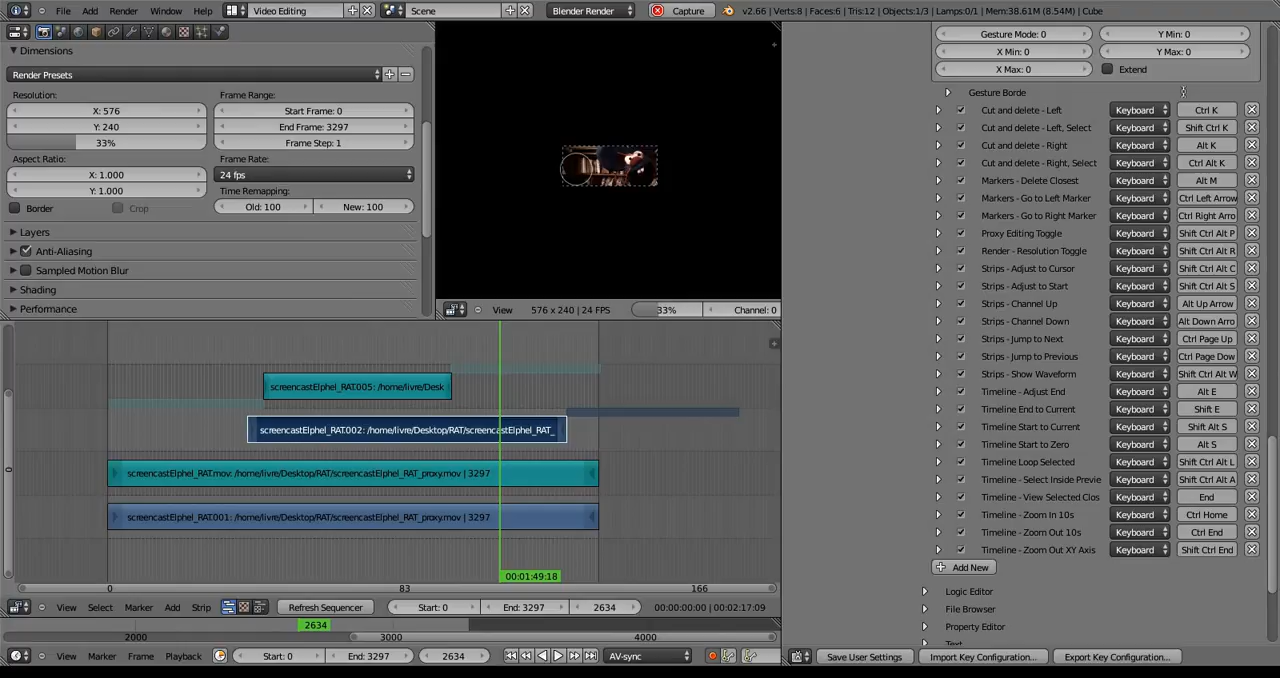 File Add Render Window Help Video Editing Scene Blender Render Capture v2.66 | Verts:8 | Faces:6 | Tris:12 | Objects:1/3 | Lamps:0/1 | Mem:38.61M (8.54M) | Cube
Dimensions
Render Presets
Resolution: Frame Range:
X: 576 Start Frame: 0
Y: 240 End Frame: 3297
33% Frame Step: 1
Aspect Ratio: Frame Rate:
X: 1.000 24 fps
Y: 1.000 Time Remapping:
Border Crop Old: 100 New: 100
Layers
Anti-Aliasing
Sampled Motion Blur
Shading
Performance
View 576 x 240 | 24 FPS 33% Channel: 0
Gesture Mode: 0 Y Min: 0
X Min: 0 Y Max: 0
X Max: 0 Extend
Gesture Borde
Cut and delete - Left Keyboard Ctrl K
Cut and delete - Left, Select Keyboard Shift Ctrl K
Cut and delete - Right Keyboard Alt K
Cut and delete - Right, Select Keyboard Ctrl Alt K
Markers - Delete Closest Keyboard Alt M
Markers - Go to Left Marker Keyboard Ctrl Left Arrow
Markers - Go to Right Marker Keyboard Ctrl Right Arro
Proxy Editing Toggle Keyboard Shift Ctrl Alt P
Render - Resolution Toggle Keyboard Shift Ctrl Alt R
Strips - Adjust to Cursor Keyboard Shift Ctrl Alt C
Strips - Adjust to Start Keyboard Shift Ctrl Alt S
Strips - Channel Up Keyboard Alt Up Arrow
Strips - Channel Down Keyboard Alt Down Arro
Strips - Jump to Next Keyboard Ctrl Page Up
Strips - Jump to Previous Keyboard Ctrl Page Dow
Strips - Show Waveform Keyboard Shift Ctrl Alt W
Timeline - Adjust End Keyboard Alt E
Timeline End to Current Keyboard Shift E
Timeline Start to Current Keyboard Shift Alt S
Timeline Start to Zero Keyboard Alt S
Timeline Loop Selected Keyboard Shift Ctrl Alt L
Timeline - Select Inside Previe Keyboard Shift Ctrl Alt A
Timeline - View Selected Clos Keyboard End
Timeline - Zoom In 10s Keyboard Ctrl Home
Timeline - Zoom Out 10s Keyboard Ctrl End
Timeline - Zoom Out XY Axis Keyboard Shift Ctrl End
Add New
Logic Editor
File Browser
Property Editor
Text
Save User Settings Import Key Configuration... Export Key Configuration...
screencastElphel_RAT.005: /home/livre/Desk
screencastElphel_RAT.002: /home/livre/Desktop/RAT/screencastElphel_RAT_
screencastElphel_RAT.mov: /home/livre/Desktop/RAT/screencastElphel_RAT_proxy.mov | 3297
screencastElphel_RAT.001: /home/livre/Desktop/RAT/screencastElphel_RAT_proxy.mov | 3297
00:01:49:18
0
0 83 166
View Select Marker Add Strip Refresh Sequencer Start: 0 End: 3297 2634 00:00:00:00 | 00:02:17:09
2000 2634 3000 4000
View Marker Frame Playback Start: 0 End: 3297 2634 AV-sync